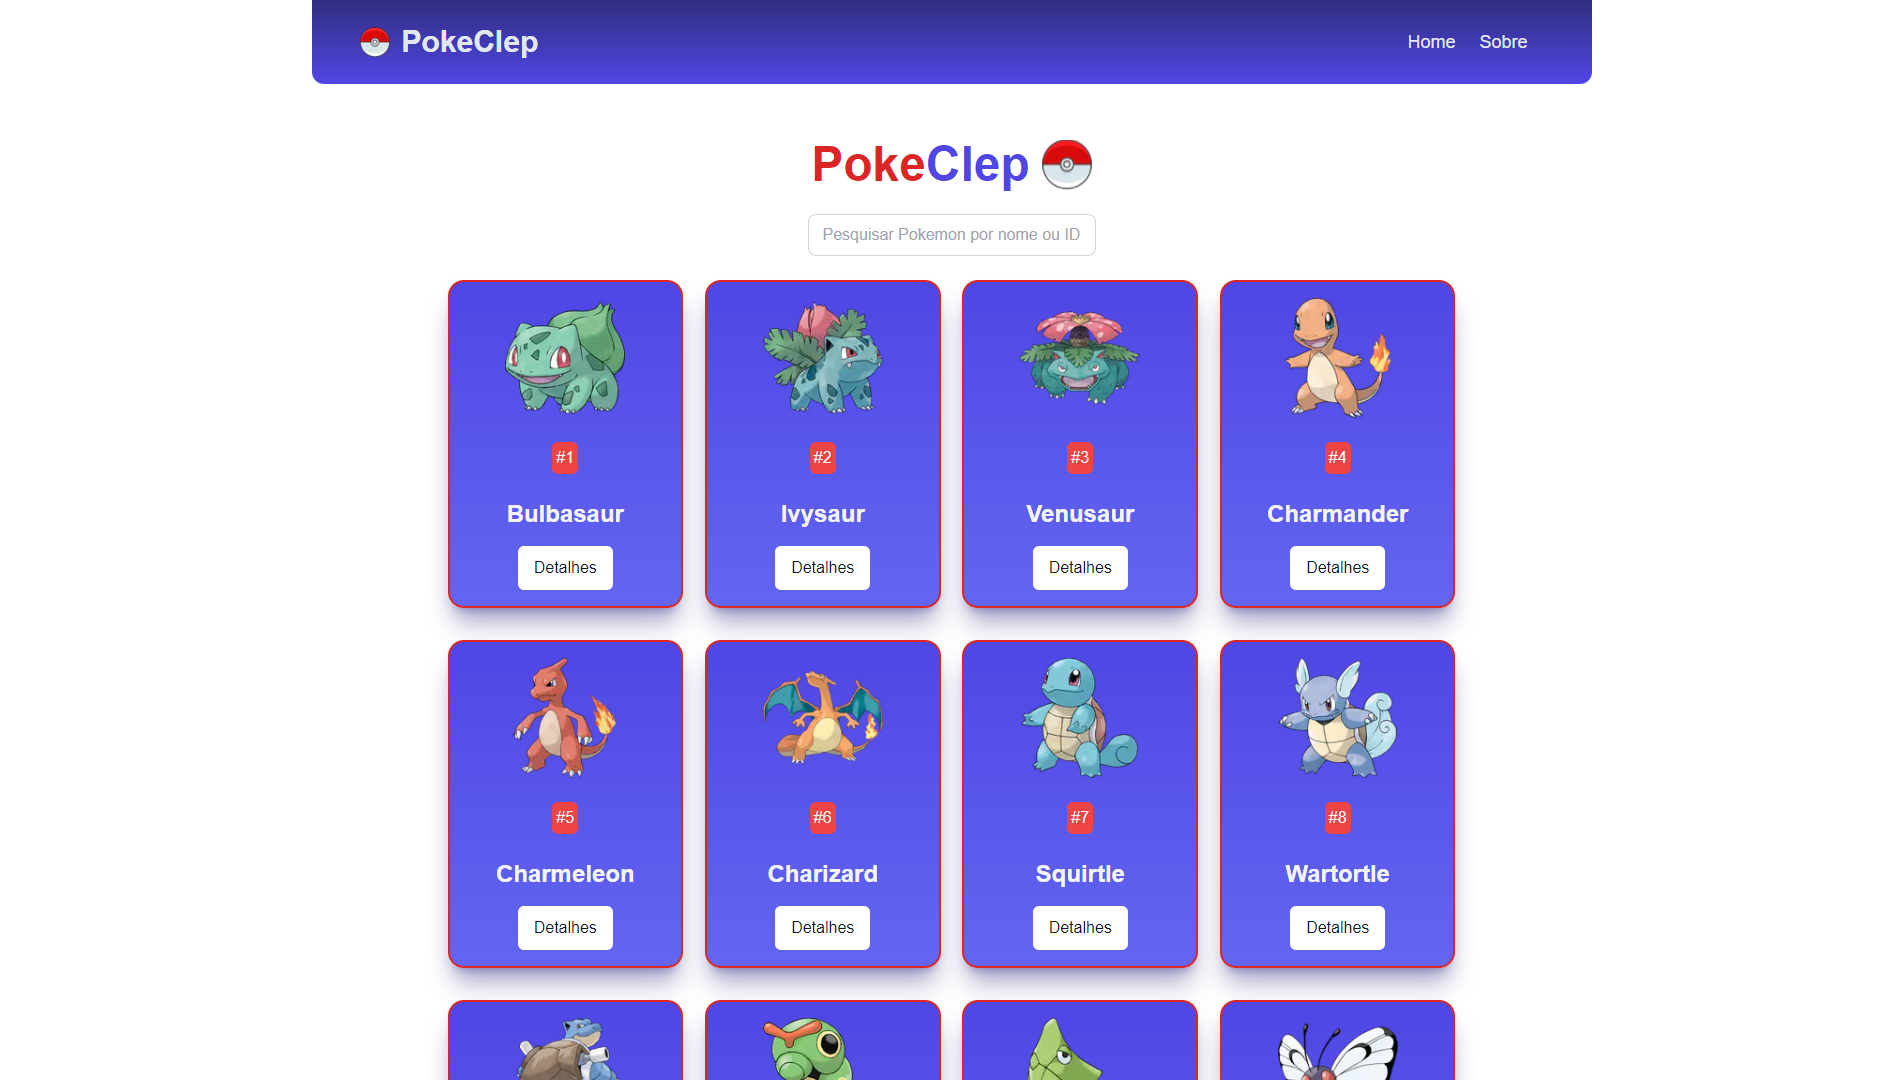 PokeClep
Home Sobre
PokeClep
Pesquisar Pokemon por nome ou ID
#1 #2 #3 #4
Bulbasaur Ivysaur Venusaur Charmander
Detalhes Detalhes Detalhes Detalhes
#5 #6 #7 #8
Charmeleon Charizard Squirtle Wartortle
Detalhes Detalhes Detalhes Detalhes